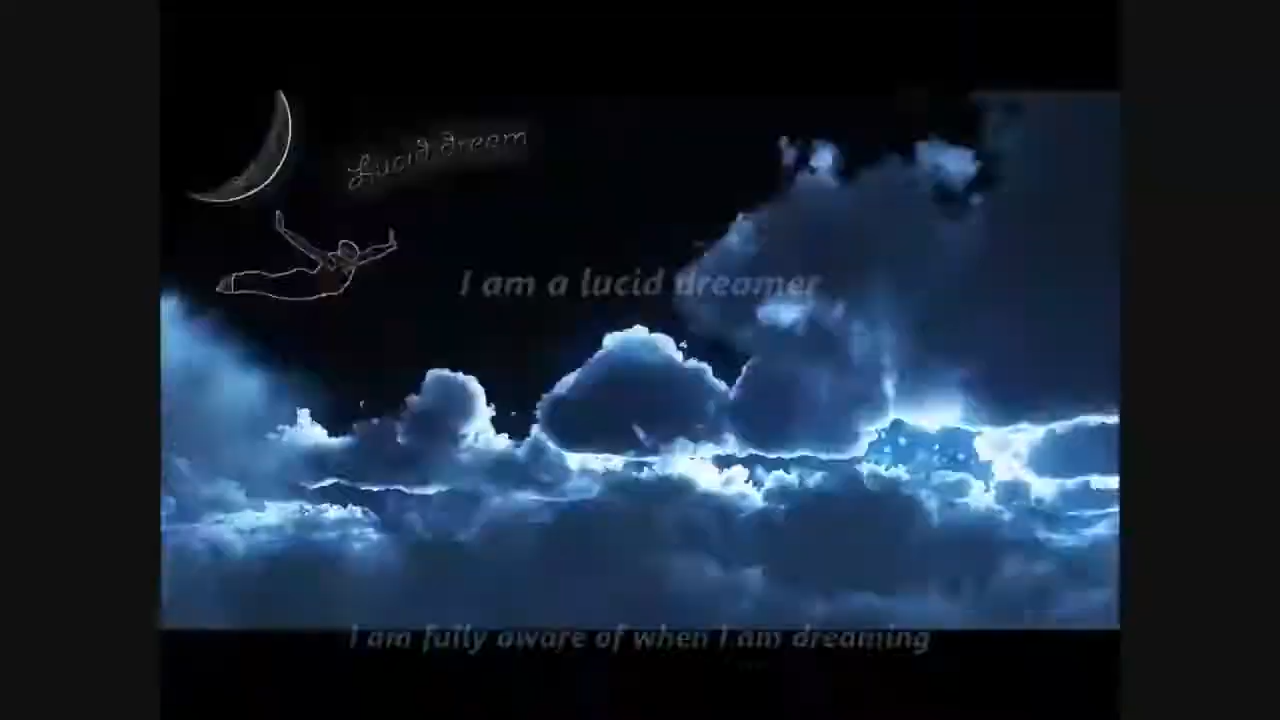 Lucid dream
I am a lucid dreamer
I am fully aware of when I am dreaming